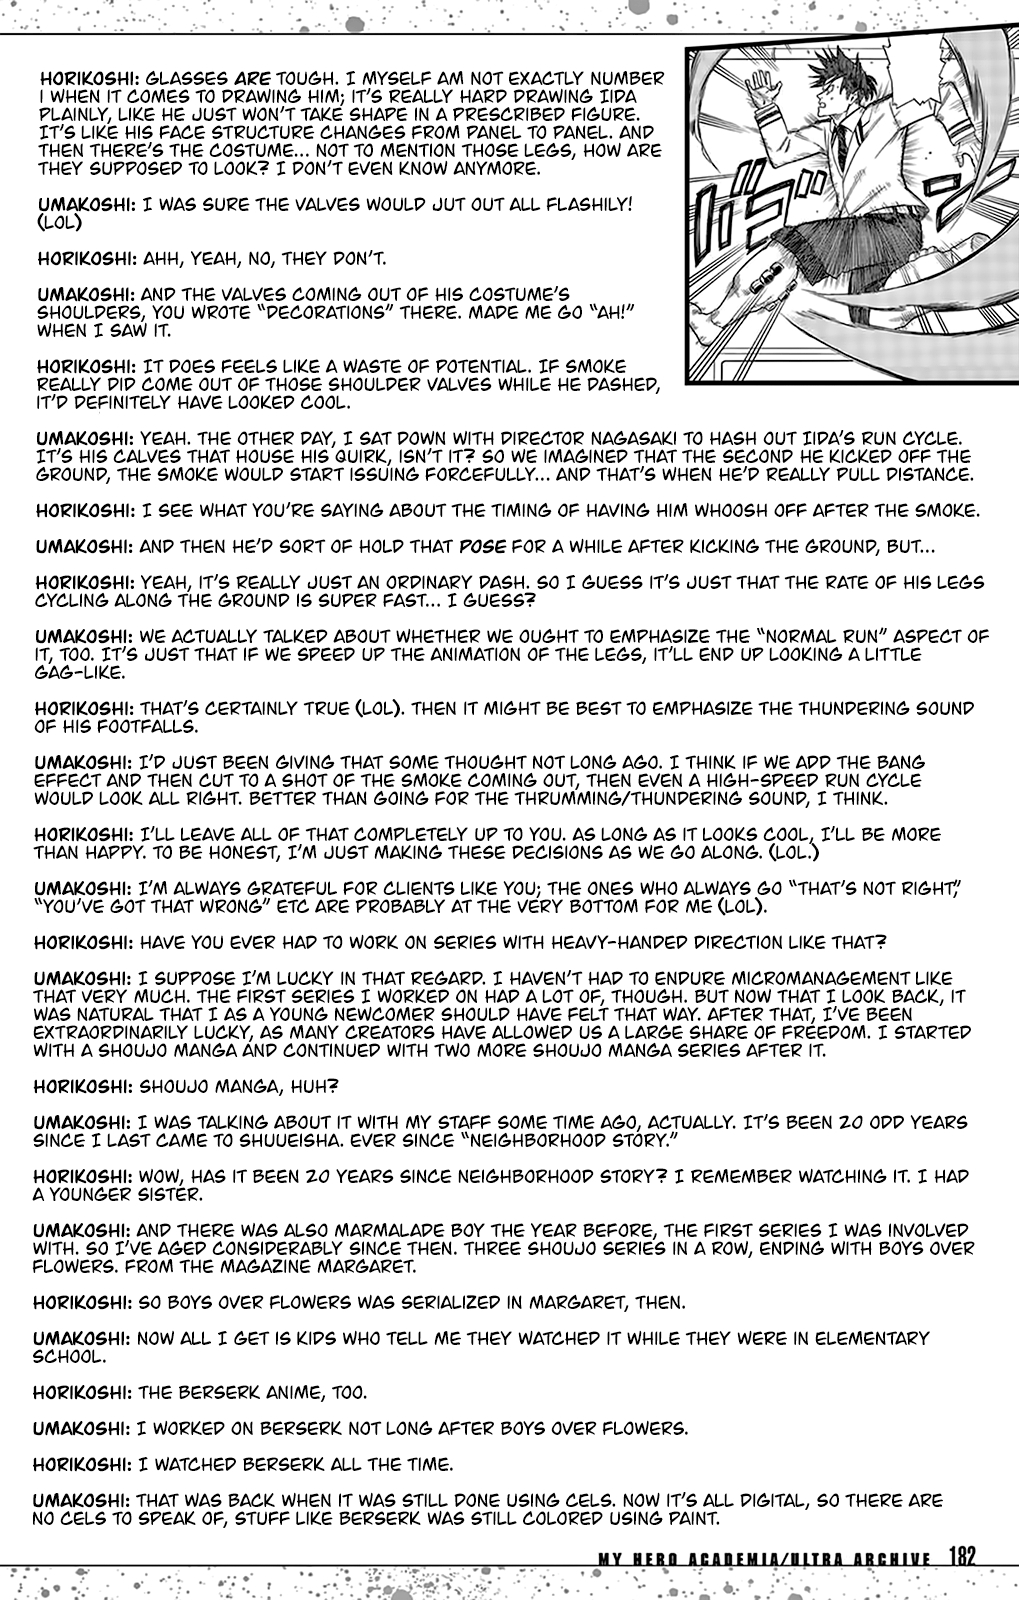 HORIKOSHI: GLASSES ARE TOUGH. I MYSELF AM NOT EXACTLY NUMBER
1 WHEN IT COMES TO DRAWING HIM; IT'S REALLY HARD DRAWING IIDA
PLAINLY, LIKE HE JUST WON'T TAKE SHAPE IN A PRESCRIBED FIGURE.
IT'S LIKE HIS FACE STRUCTURE CHANGES FROM PANEL TO PANEL. AND
THEN THERE'S THE COSTUME... NOT TO MENTION THOSE LEGS, HOW ARE
THEY SUPPOSED TO LOOK? I DON'T EVEN KNOW ANYMORE.
UMAKOSHI: I WAS SURE THE VALVES WOULD JUT OUT ALL FLASHILY!
(LOL)
HORIKOSHI: AHH, YEAH, NO, THEY DON'T.
UMAKOSHI: AND THE VALVES COMING OUT OF HIS COSTUME'S
SHOULDERS, YOU WROTE "DECORATIONS" THERE. MADE ME GO "AH!"
WHEN I SAW IT.
HORIKOSHI: IT DOES FEELS LIKE A WASTE OF POTENTIAL. IF SMOKE
REALLY DID COME OUT OF THOSE SHOULDER VALVES WHILE HE DASHED,
IT'D DEFINITELY HAVE LOOKED COOL.
UMAKOSHI: YEAH. THE OTHER DAY, I SAT DOWN WITH DIRECTOR NAGASAKI TO HASH OUT IIDA'S RUN CYCLE.
IT'S HIS CALVES THAT HOUSE HIS QUIRK, ISN'T IT? SO WE IMAGINED THAT THE SECOND HE KICKED OFF THE
GROUND, THE SMOKE WOULD START ISSUING FORCEFULLY... AND THAT'S WHEN HE'D REALLY PULL DISTANCE.
HORIKOSHI: I SEE WHAT YOU'RE SAYING ABOUT THE TIMING OF HAVING HIM WHOOSH OFF AFTER THE SMOKE.
UMAKOSHI: AND THEN HE'D SORT OF HOLD THAT POSE FOR A WHILE AFTER KICKING THE GROUND, BUT...
HORIKOSHI: YEAH, IT'S REALLY JUST AN ORDINARY DASH. SO I GUESS IT'S JUST THAT THE RATE OF HIS LEGS
CYCLING ALONG THE GROUND IS SUPER FAST... I GUESS?
UMAKOSHI: WE ACTUALLY TALKED ABOUT WHETHER WE OUGHT TO EMPHASIZE THE "NORMAL RUN" ASPECT OF
IT, TOO. IT'S JUST THAT IF WE SPEED UP THE ANIMATION OF THE LEGS, IT'LL END UP LOOKING A LITTLE
GAG-LIKE.
HORIKOSHI: THAT'S CERTAINLY TRUE (LOL). THEN IT MIGHT BE BEST TO EMPHASIZE THE THUNDERING SOUND
OF HIS FOOTFALLS.
UMAKOSHI: I'D JUST BEEN GIVING THAT SOME THOUGHT NOT LONG AGO. I THINK IF WE ADD THE BANG
EFFECT AND THEN CUT TO A SHOT OF THE SMOKE COMING OUT, THEN EVEN A HIGH-SPEED RUN CYCLE
WOULD LOOK ALL RIGHT. BETTER THAN GOING FOR THE THRUMMING/THUNDERING SOUND, I THINK.
HORIKOSHI: I'LL LEAVE ALL OF THAT COMPLETELY UP TO YOU. AS LONG AS IT LOOKS COOL, I'LL BE MORE
THAN HAPPY. TO BE HONEST, I'M JUST MAKING THESE DECISIONS AS WE GO ALONG. (LOL.)
UMAKOSHI: I'M ALWAYS GRATEFUL FOR CLIENTS LIKE YOU; THE ONES WHO ALWAYS GO "THAT'S NOT RIGHT,"
"YOU'VE GOT THAT WRONG" ETC ARE PROBABLY AT THE VERY BOTTOM FOR ME (LOL).
HORIKOSHI: HAVE YOU EVER HAD TO WORK ON SERIES WITH HEAVY-HANDED DIRECTION LIKE THAT?
UMAKOSHI: I SUPPOSE I'M LUCKY IN THAT REGARD. I HAVEN'T HAD TO ENDURE MICROMANAGEMENT LIKE
THAT VERY MUCH. THE FIRST SERIES I WORKED ON HAD A LOT OF, THOUGH. BUT NOW THAT I LOOK BACK, IT
WAS NATURAL THAT I AS A YOUNG NEWCOMER SHOULD HAVE FELT THAT WAY. AFTER THAT, I'VE BEEN
EXTRAORDINARILY LUCKY, AS MANY CREATORS HAVE ALLOWED US A LARGE SHARE OF FREEDOM. I STARTED
WITH A SHOUJO MANGA AND CONTINUED WITH TWO MORE SHOUJO MANGA SERIES AFTER IT.
HORIKOSHI: SHOUJO MANGA, HUH?
UMAKOSHI: I WAS TALKING ABOUT IT WITH MY STAFF SOME TIME AGO, ACTUALLY. IT'S BEEN 20 ODD YEARS
SINCE I LAST CAME TO SHUUEISHA. EVER SINCE "NEIGHBORHOOD STORY."
HORIKOSHI: WOW, HAS IT BEEN 20 YEARS SINCE NEIGHBORHOOD STORY? I REMEMBER WATCHING IT. I HAD
A YOUNGER SISTER.
UMAKOSHI: AND THERE WAS ALSO MARMALADE BOY THE YEAR BEFORE, THE FIRST SERIES I WAS INVOLVED
WITH. SO I'VE AGED CONSIDERABLY SINCE THEN. THREE SHOUJO SERIES IN A ROW, ENDING WITH BOYS OVER
FLOWERS. FROM THE MAGAZINE MARGARET.
HORIKOSHI: SO BOYS OVER FLOWERS WAS SERIALIZED IN MARGARET, THEN.
UMAKOSHI: NOW ALL I GET IS KIDS WHO TELL ME THEY WATCHED IT WHILE THEY WERE IN ELEMENTARY
SCHOOL.
HORIKOSHI: THE BERSERK ANIME, TOO.
UMAKOSHI: I WORKED ON BERSERK NOT LONG AFTER BOYS OVER FLOWERS.
HORIKOSHI: I WATCHED BERSERK ALL THE TIME.
UMAKOSHI: THAT WAS BACK WHEN IT WAS STILL DONE USING CELS. NOW IT'S ALL DIGITAL, SO THERE ARE
NO CELS TO SPEAK OF, STUFF LIKE BERSERK WAS STILL COLORED USING PAINT.
MY HERO ACADEMIA/ULTRA ARCHIVE 182